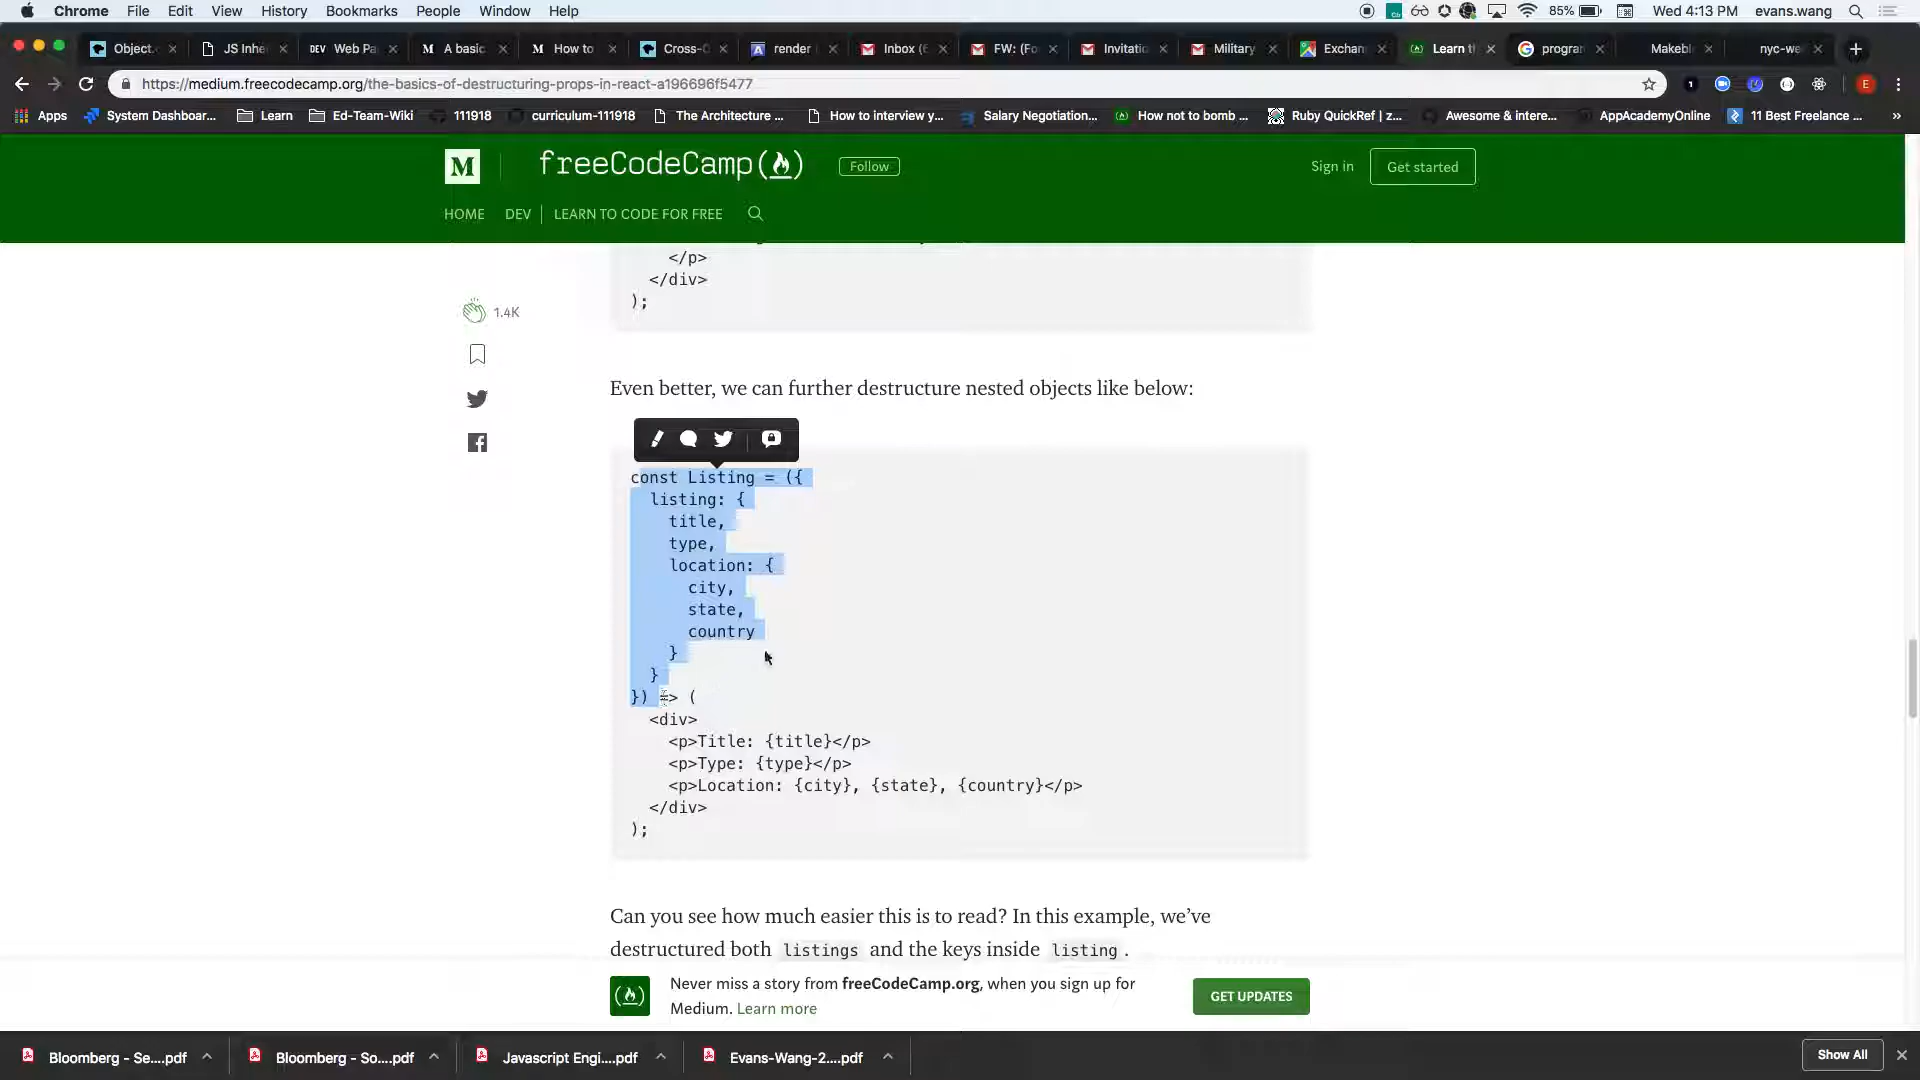 Chrome File Edit View History Bookmarks People Window Help 85% Wed 4:13 PM evans.wang
Object. JS Inhe DEV Web Pa M A basic M How to Cross-O render Inbox (6 FW: (Fo Invitatio Military Exchan Learn t progra Makebl nyc-we
https://medium.freecodecamp.org/the-basics-of-destructuring-props-in-react-a196696f5477 E
Apps System Dashboar... Learn Ed-Team-Wiki 111918 curriculum-111918 The Architecture ... How to interview y... Salary Negotiation... How not to bomb ... Ruby QuickRef | z... Awesome & intere... AppAcademyOnline 11 Best Freelance ... »
M freeCodeCamp Follow Sign in Get started
HOME DEV LEARN TO CODE FOR FREE
</p>
</div>
);
1.4K
Even better, we can further destructure nested objects like below:
const Listing = ({
listing: {
title,
type,
location: {
city,
state,
country
}
}
}) => (
<div>
<p>Title: {title}</p>
<p>Type: {type}</p>
<p>Location: {city}, {state}, {country}</p>
</div>
);
Can you see how much easier this is to read? In this example, we’ve
destructured both listings and the keys inside listing.
Never miss a story from freeCodeCamp.org, when you sign up for
Medium. Learn more
GET UPDATES
Bloomberg - Se....pdf Bloomberg - So....pdf Javascript Engi....pdf Evans-Wang-2....pdf Show All